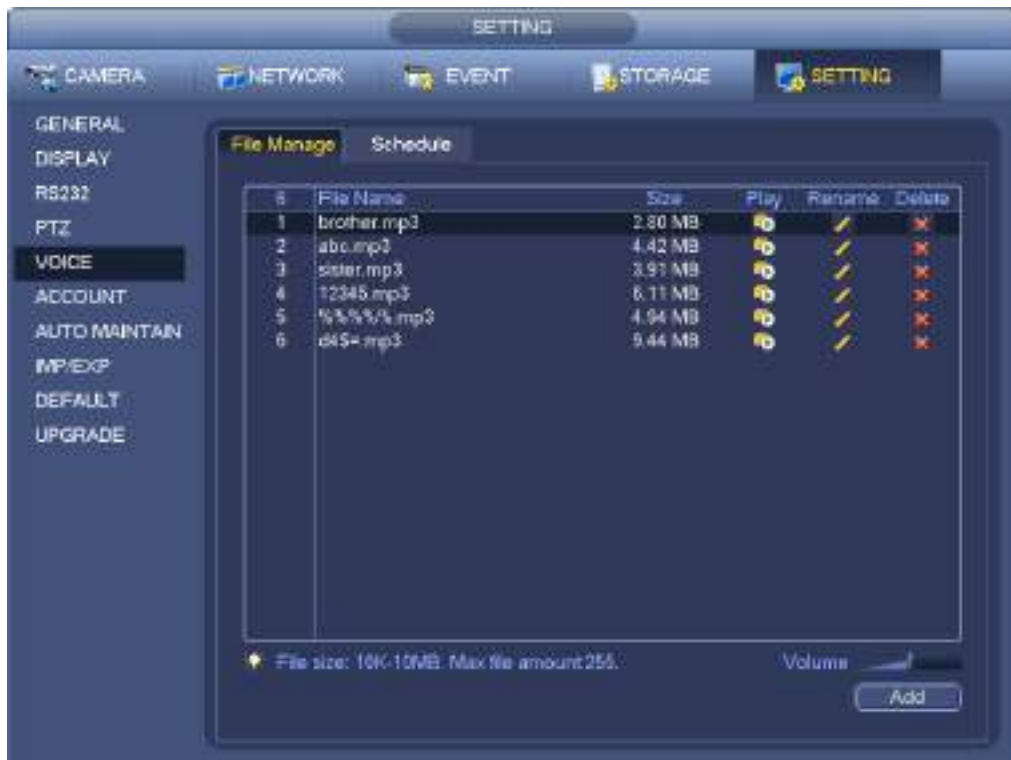 SETTING
CAMERA NETWORK EVENT STORAGE SETTING
GENERAL
DISPLAY
RS232
PTZ
VOICE
ACCOUNT
AUTO MAINTAIN
IMP/EXP
DEFAULT
UPGRADE
File Manage Schedule
6 File Name Size Play Rename Delete
1 brother.mp3 2.80 MB
2 abc.mp3 4.42 MB
3 sister.mp3 3.91 MB
4 12345.mp3 6.11 MB
5 4.94 MB
6 d4$=.mp3 9.44 MB
File size: 10K-10MB. Max file amount 255. Volume
Add